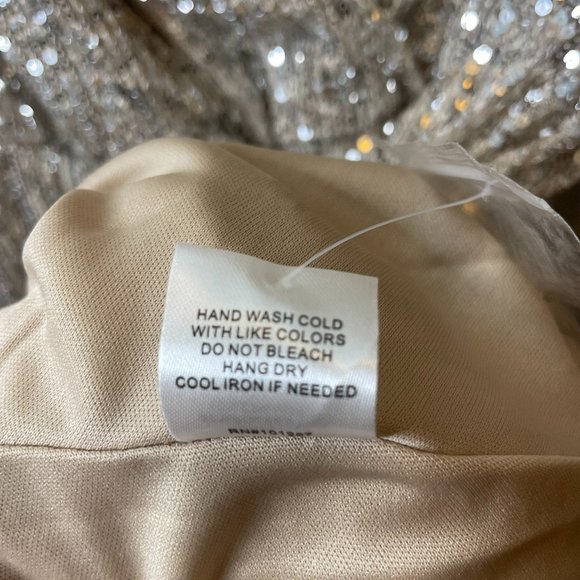 HAND WASH COLD
WITH LIKE COLORS
DO NOT BLEACH
HANG DRY
COOL IRON IF NEEDED